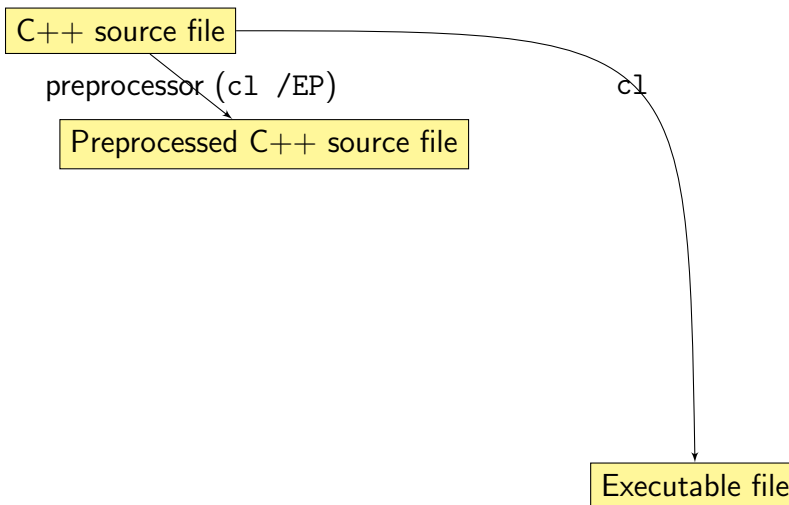 C++ source file
preprocessor (cl /EP)
cl
Preprocessed C++ source file
Executable file